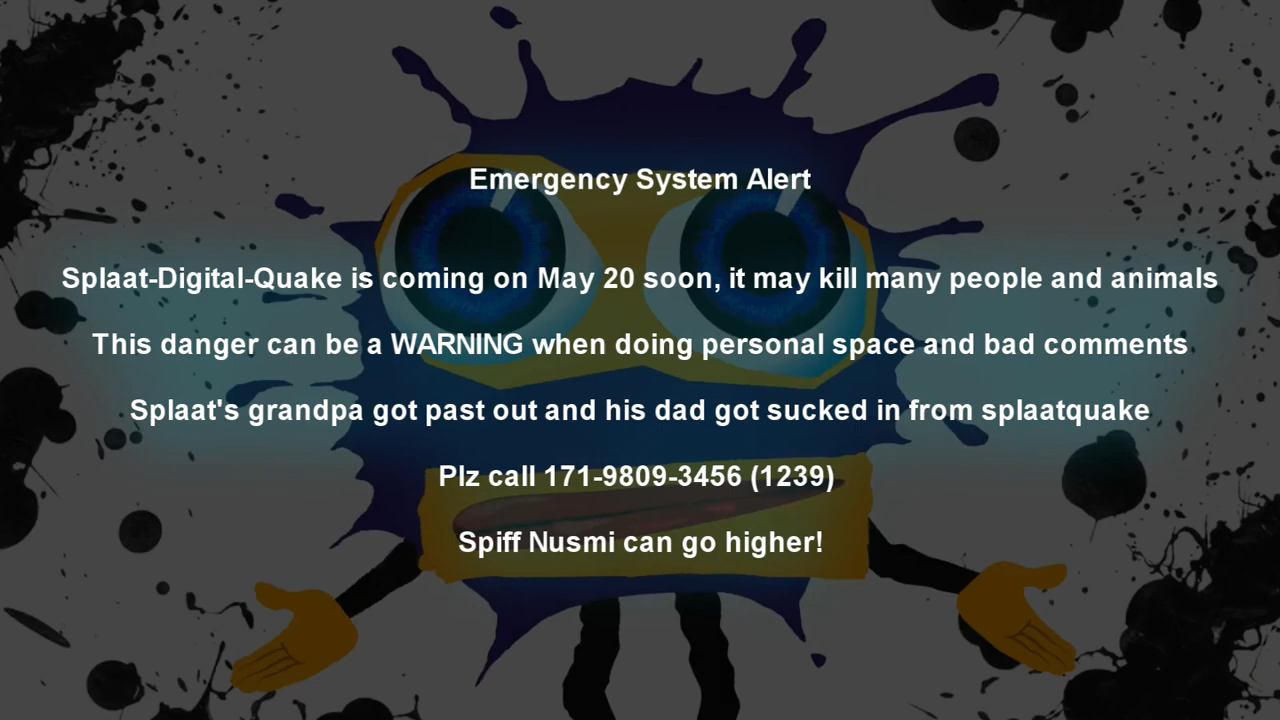 Emergency System Alert
Splaat-Digital-Quake is coming on May 20 soon, it may kill many people and animals
This danger can be a WARNING when doing personal space and bad comments
Splaat's grandpa got past out and his dad got sucked in from splaatquake
Plz call 171-9809-3456 (1239)
Spiff Nusmi can go higher!